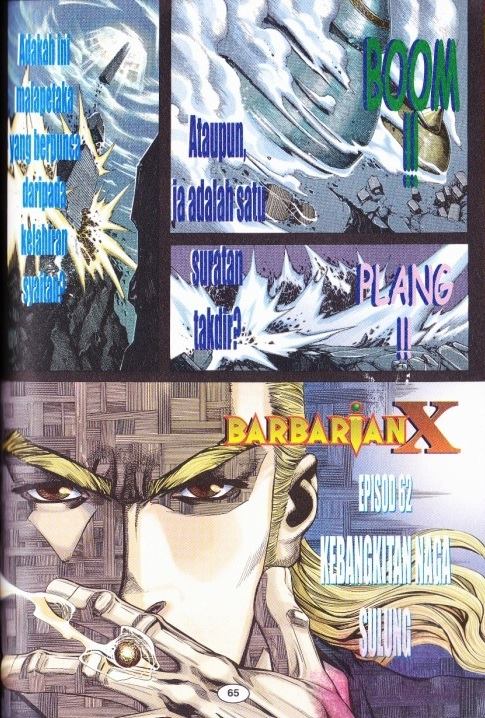 Adakah ini
malapetaka
yang berpunca
daripada
kelahiran
syaitan?
BOOM
!!
Ataupun,
ia adalah satu
suratan
takdir?
PLANG
!!
BARBARIAN X
EPISOD 62
KEBANGKITAN NAGA
SULUNG
65